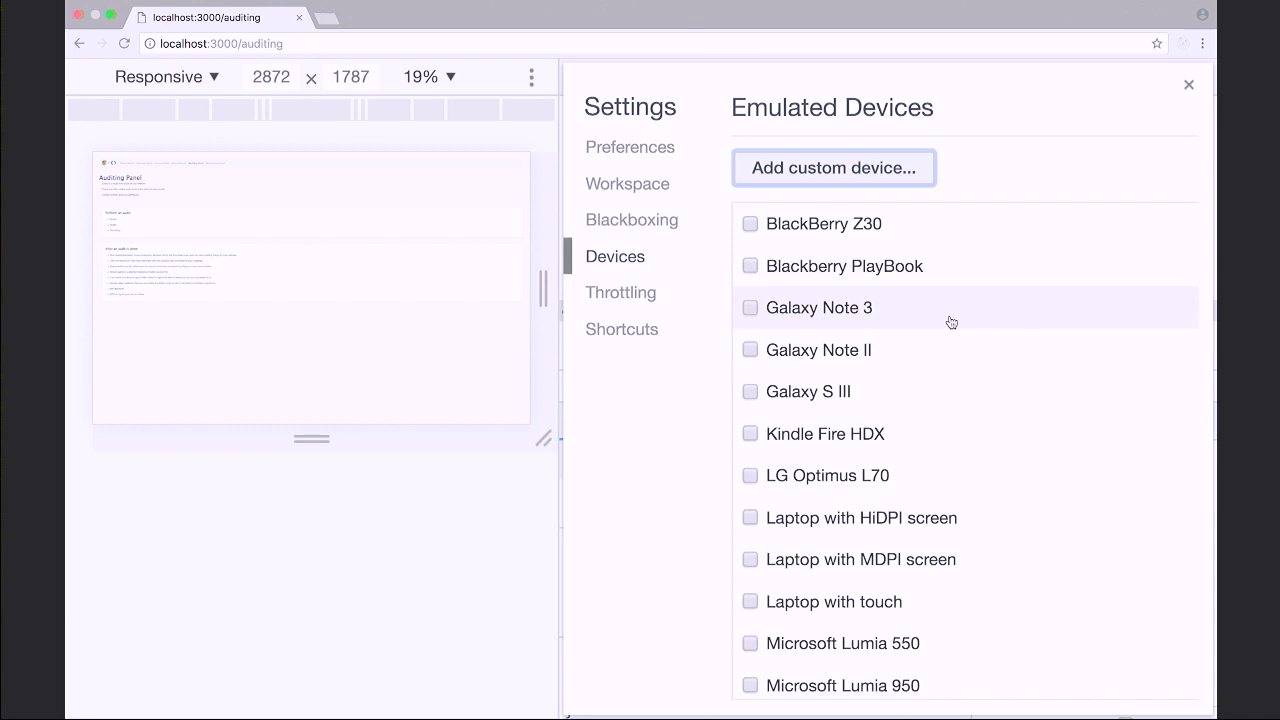 localhost:3000/auditing
localhost:3000/auditing
Responsive 2872 × 1787 19%
Auditing Panel
Settings
Preferences
Workspace
Blackboxing
Devices
Throttling
Shortcuts
Emulated Devices
Add custom device...
BlackBerry Z30
Blackberry PlayBook
Galaxy Note 3
Galaxy Note II
Galaxy S III
Kindle Fire HDX
LG Optimus L70
Laptop with HiDPI screen
Laptop with MDPI screen
Laptop with touch
Microsoft Lumia 550
Microsoft Lumia 950